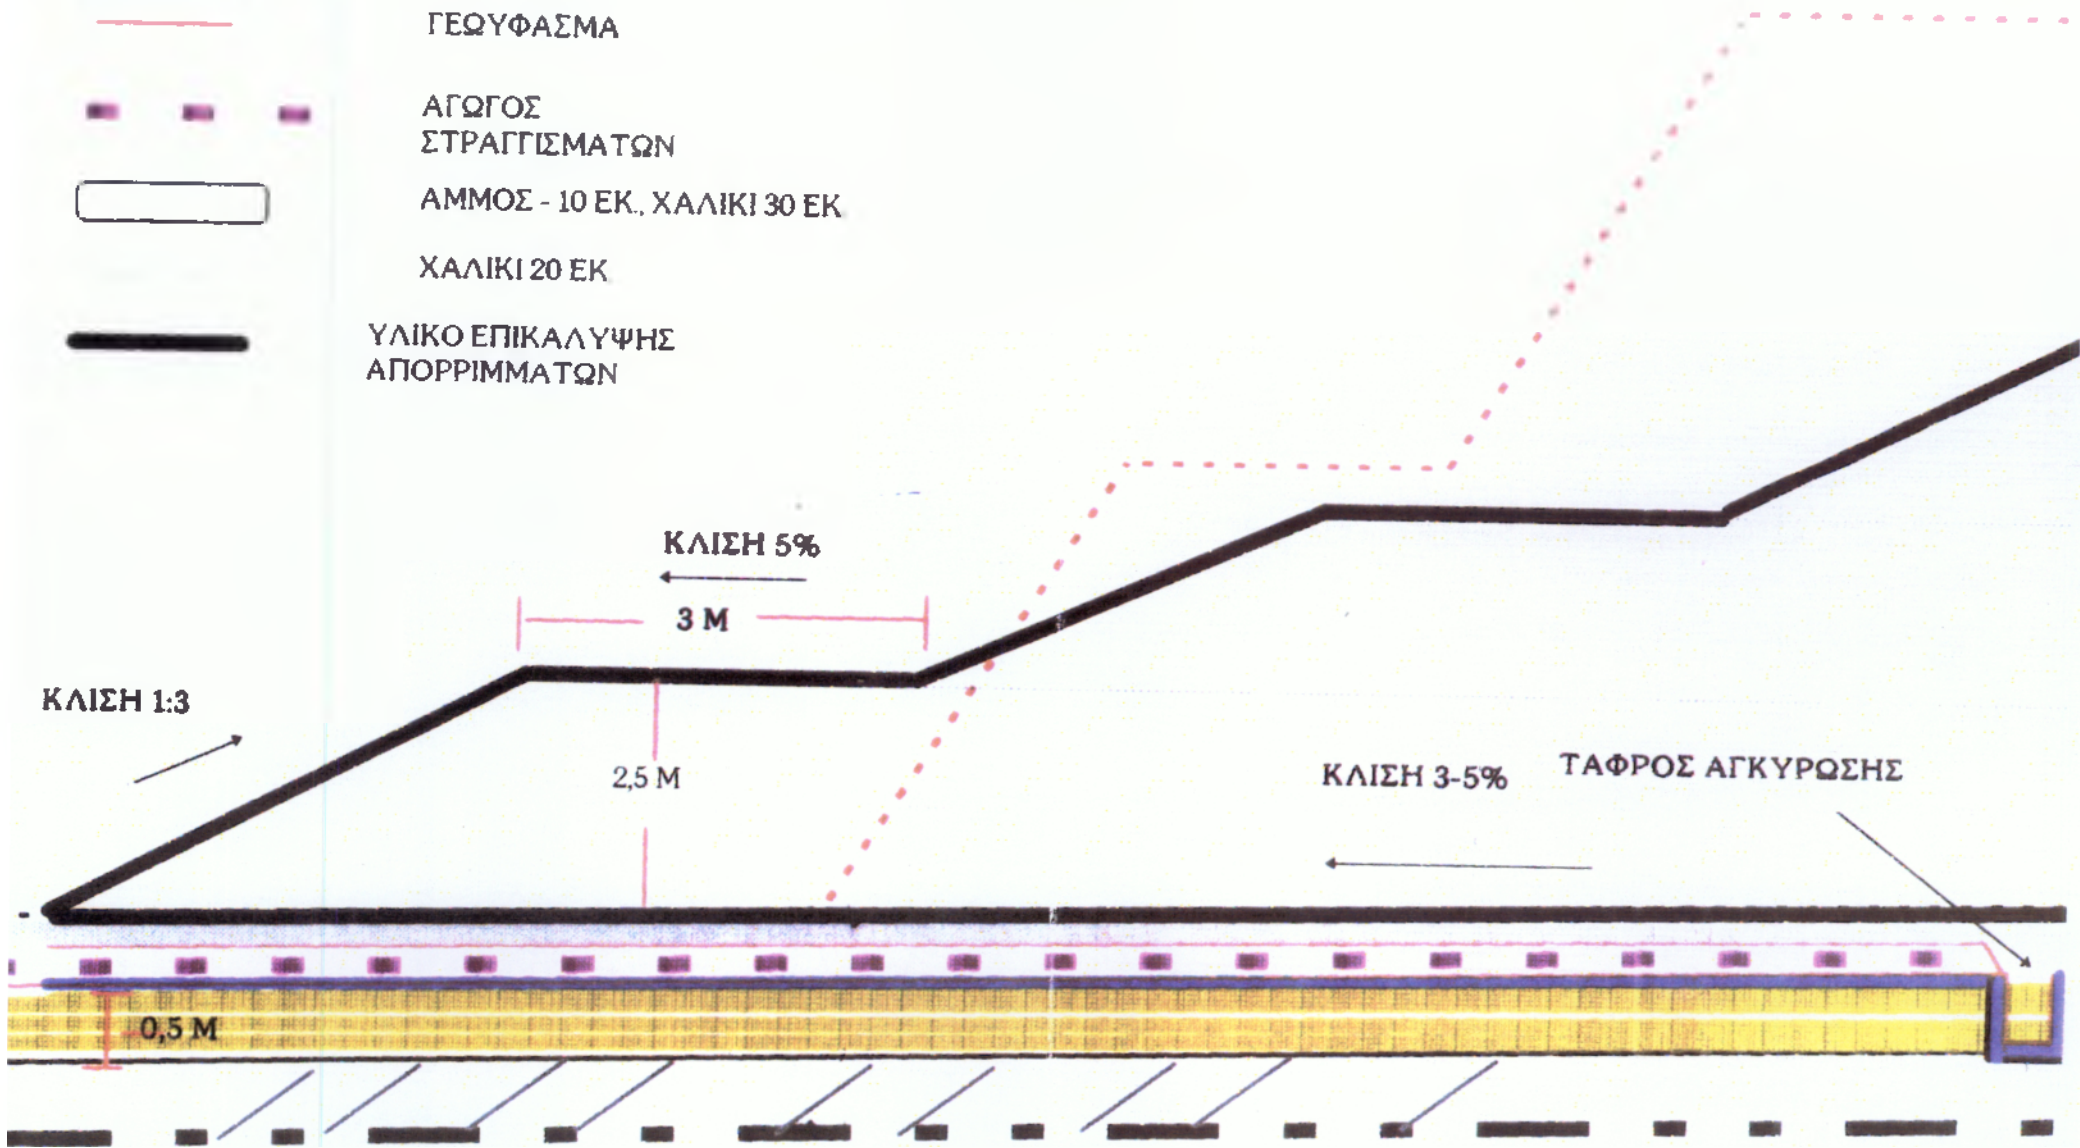 ΓΕΩΥΦΑΣΜΑ
ΑΓΩΓΟΣ
ΣΤΡΑΓΓΙΣΜΑΤΩΝ
ΑΜΜΟΣ - 10 ΕΚ., ΧΑΛΙΚΙ 30 ΕΚ.
ΧΑΛΙΚΙ 20 ΕΚ.
ΥΛΙΚΟ ΕΠΙΚΑΛΥΨΗΣ
ΑΠΟΡΡΙΜΜΑΤΩΝ
ΚΛΙΣΗ 5%
3 Μ
ΚΛΙΣΗ 1:3
2,5 Μ
ΚΛΙΣΗ 3-5%
ΤΑΦΡΟΣ ΑΓΚΥΡΩΣΗΣ
0,5 Μ